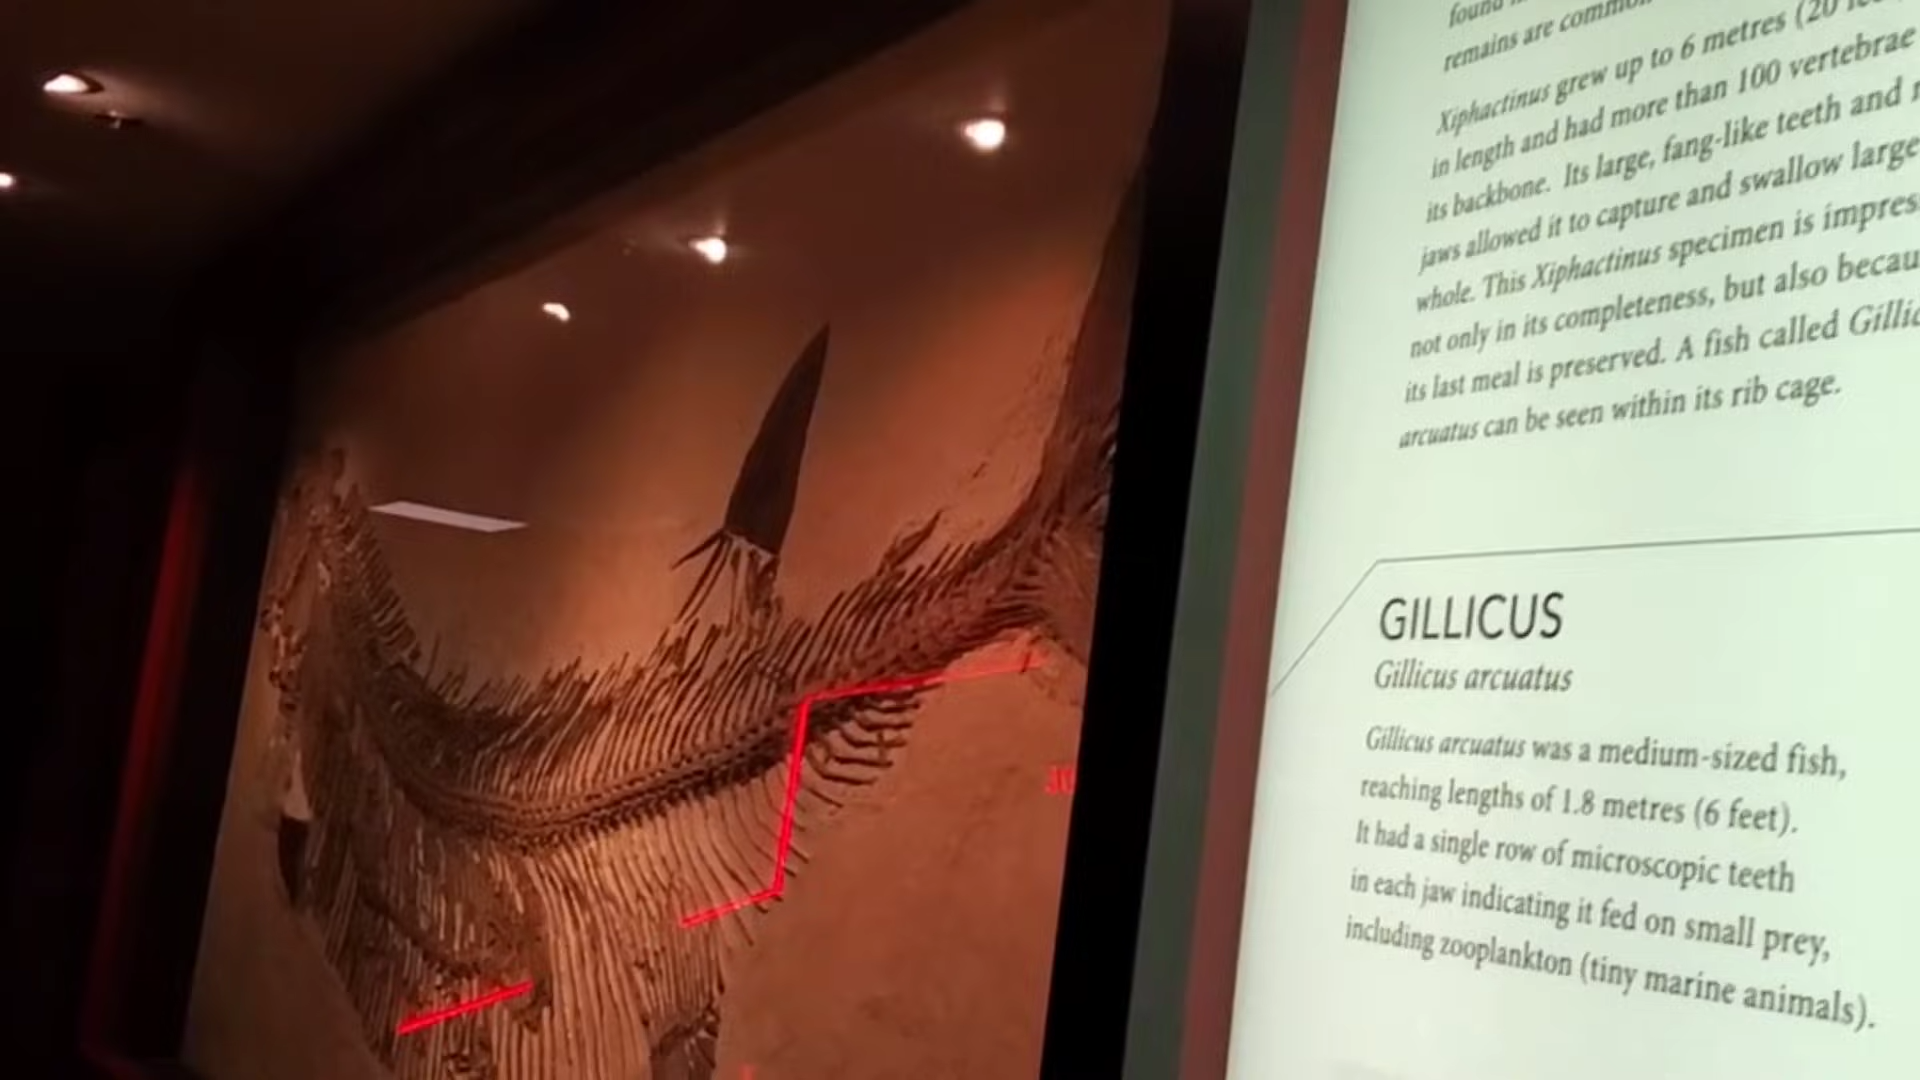 found
remains are common
Xiphactinus grew up to 6 metres (20
in length and had more than 100 vertebrae
its backbone. Its large, fang-like teeth and
jaws allowed it to capture and swallow large
whole. This Xiphactinus specimen is impres
not only in its completeness, but also becau
its last meal is preserved. A fish called Gillic
arcuatus can be seen within its rib cage.
GILLICUS
Gillicus arcuatus
Gillicus arcuatus was a medium-sized fish,
reaching lengths of 1.8 metres (6 feet).
It had a single row of microscopic teeth
in each jaw indicating it fed on small prey,
including zooplankton (tiny marine animals).